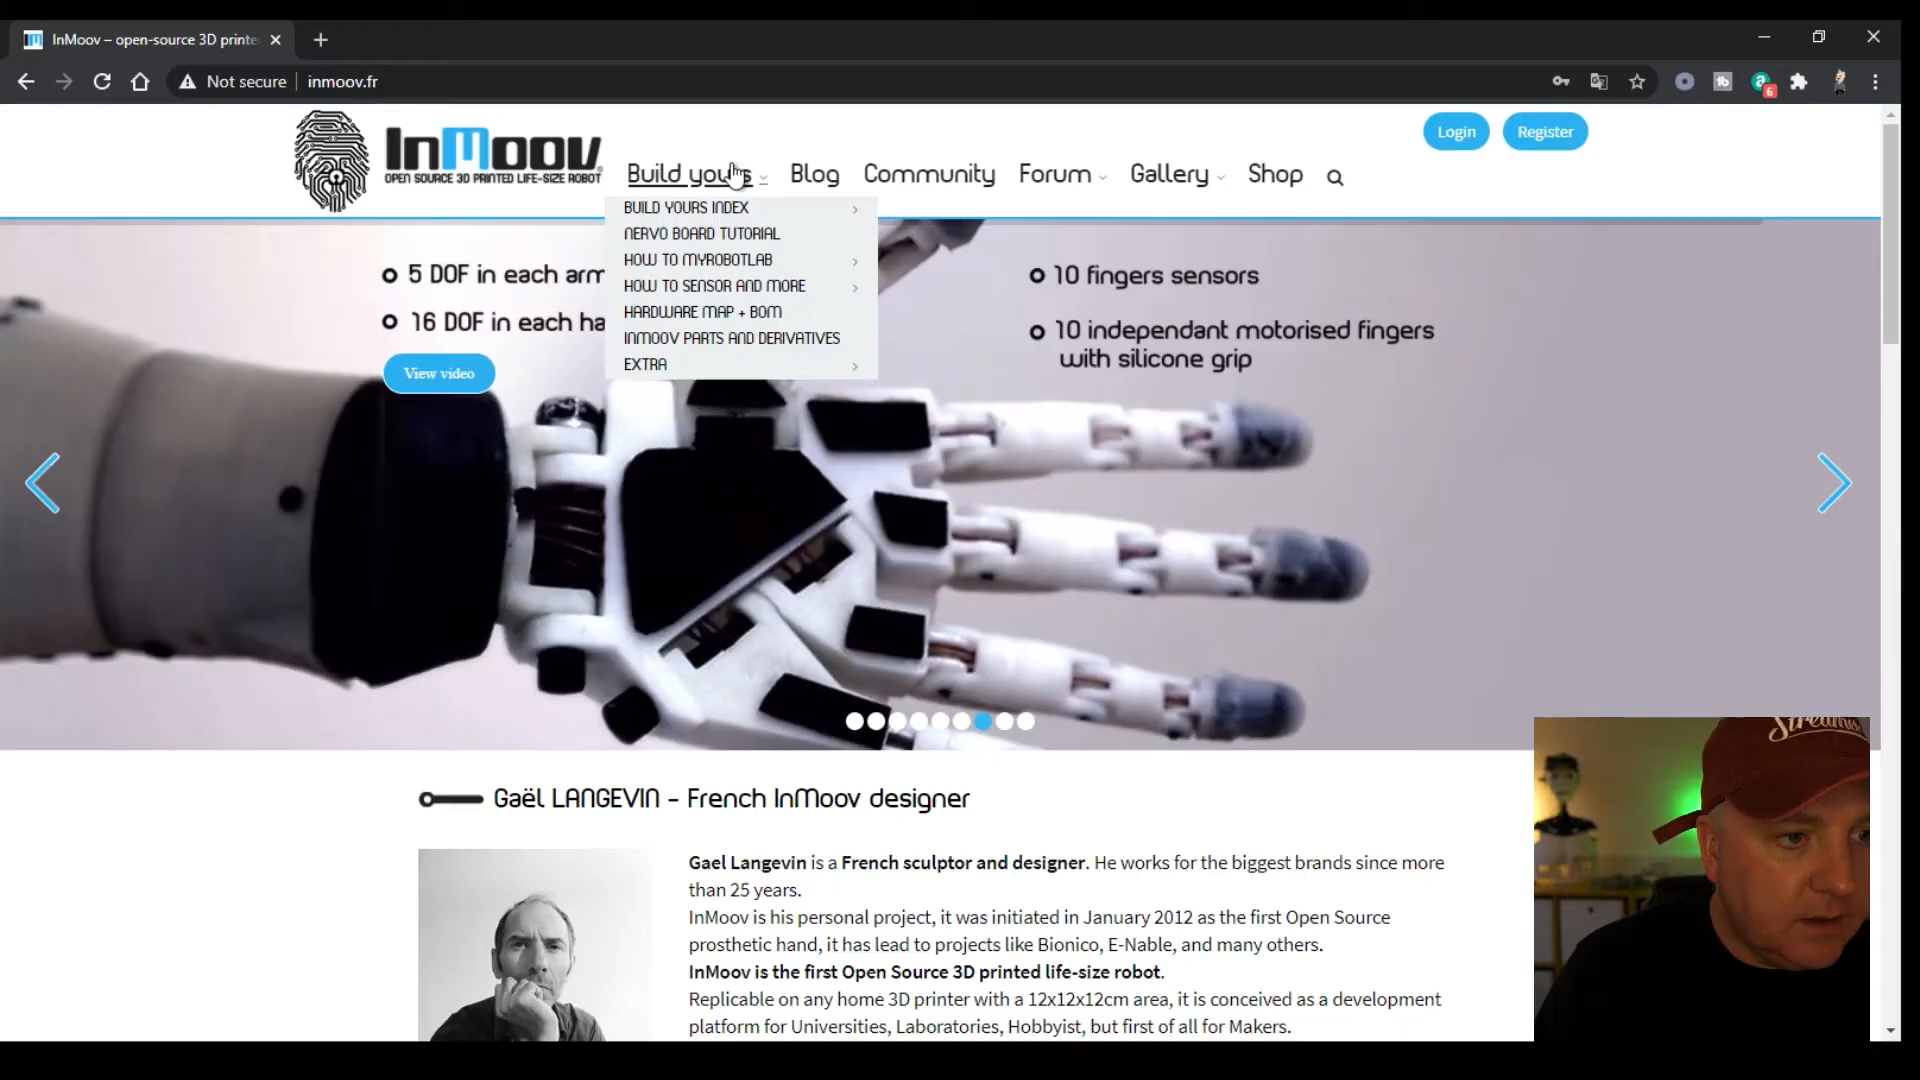 InMoov – open-source 3D printe
Not secure
inmoov.fr
6
InMoov
OPEN SOURCE 3D PRINTED LIFE-SIZE ROBOT
Login
Register
Build yours
Blog
Community
Forum
Gallery
Shop
BUILD YOURS INDEX
NERVO BOARD TUTORIAL
HOW TO MYROBOTLAB
HOW TO SENSOR AND MORE
HARDWARE MAP + BOM
INMOOV PARTS AND DERIVATIVES
EXTRA
5 DOF in each arm
16 DOF in each ha
View video
10 fingers sensors
10 independant motorised fingers
with silicone grip
Gaël LANGEVIN – French InMoov designer
Gael Langevin is a French sculptor and designer. He works for the biggest brands since more
than 25 years.
InMoov is his personal project, it was initiated in January 2012 as the first Open Source
prosthetic hand, it has lead to projects like Bionico, E-Nable, and many others.
InMoov is the first Open Source 3D printed life-size robot.
Replicable on any home 3D printer with a 12x12x12cm area, it is conceived as a development
platform for Universities, Laboratories, Hobbyist, but first of all for Makers.